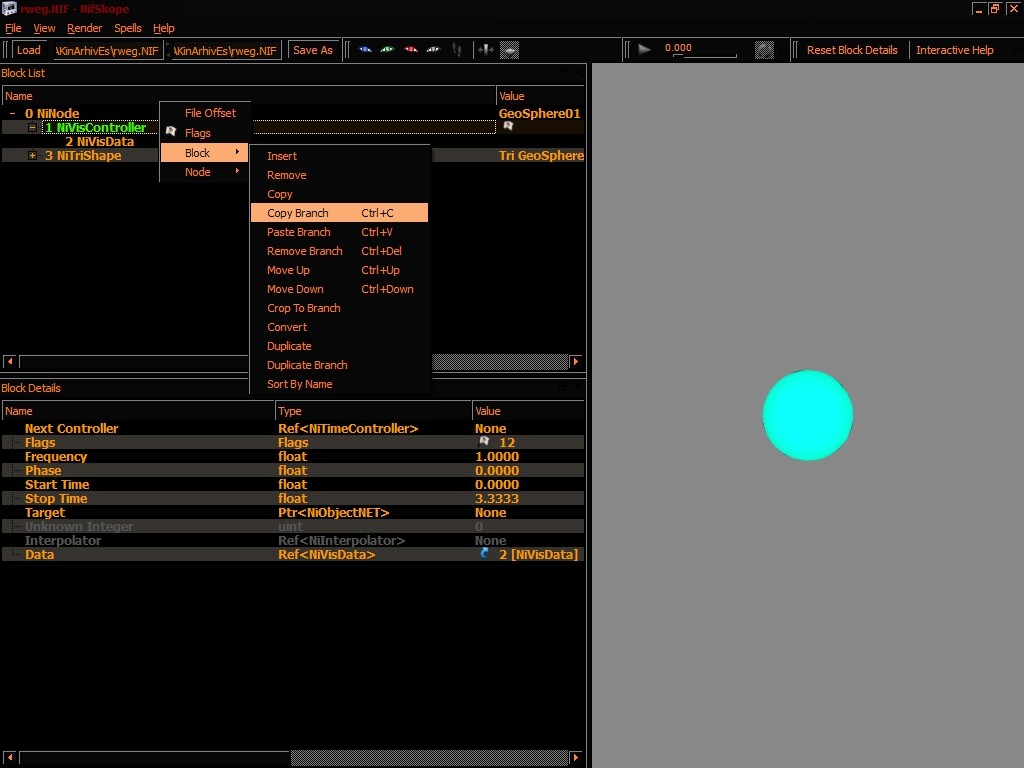 rweg.NIF - NifSkope
File View Render Spells Help
Load \KinArhivEs\rweg.NIF \KinArhivEs\rweg.NIF Save As 0.000 Reset Block Details Interactive Help
Block List
Name Value
0 NiNode GeoSphere01
1 NiVisController
2 NiVisData
3 NiTriShape Tri GeoSphere
File Offset
Flags
Block
Node
Insert
Remove
Copy
Copy Branch Ctrl+C
Paste Branch Ctrl+V
Remove Branch Ctrl+Del
Move Up Ctrl+Up
Move Down Ctrl+Down
Crop To Branch
Convert
Duplicate
Duplicate Branch
Sort By Name
Block Details
Name Type Value
Next Controller Ref<NiTimeController> None
Flags Flags 12
Frequency float 1.0000
Phase float 0.0000
Start Time float 0.0000
Stop Time float 3.3333
Target Ptr<NiObjectNET> None
Unknown Integer uint 0
Interpolator Ref<NiInterpolator> None
Data Ref<NiVisData> 2 [NiVisData]